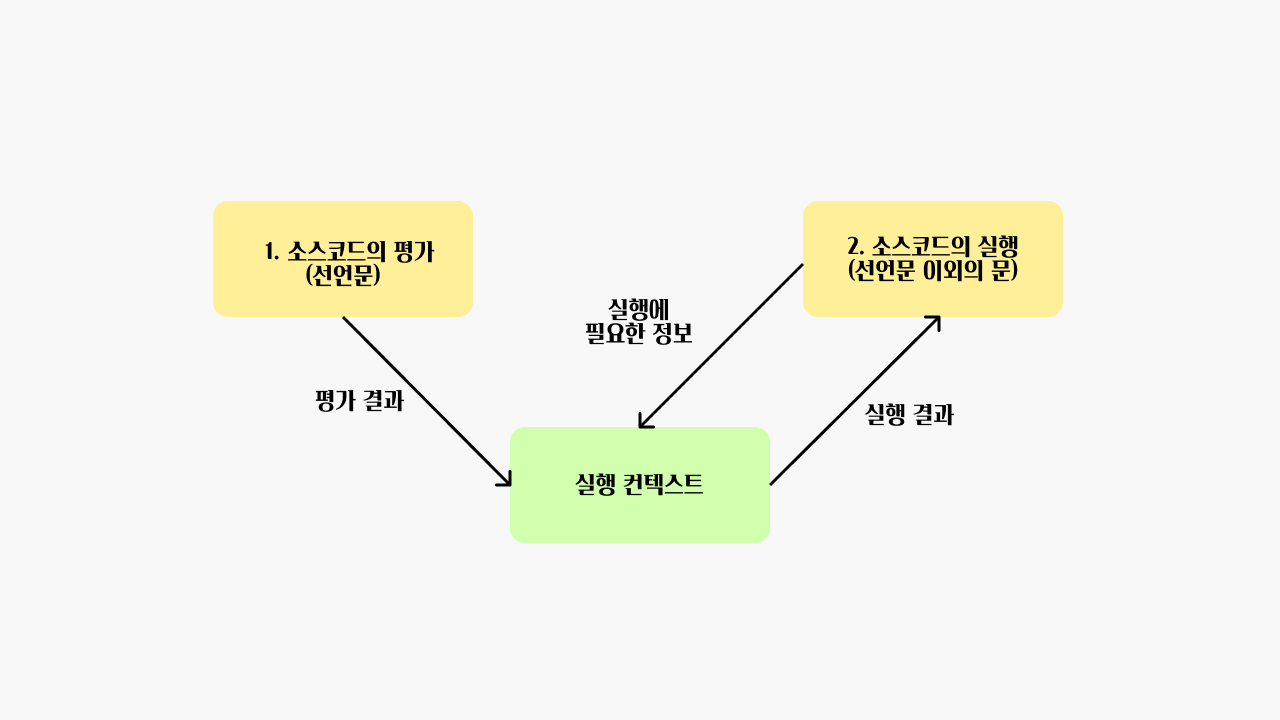 1. 소스코드의 평가
(선언문)
2. 소스코드의 실행
(선언문 이외의 문)
실행에
필요한 정보
평가 결과
실행 결과
실행 컨텍스트